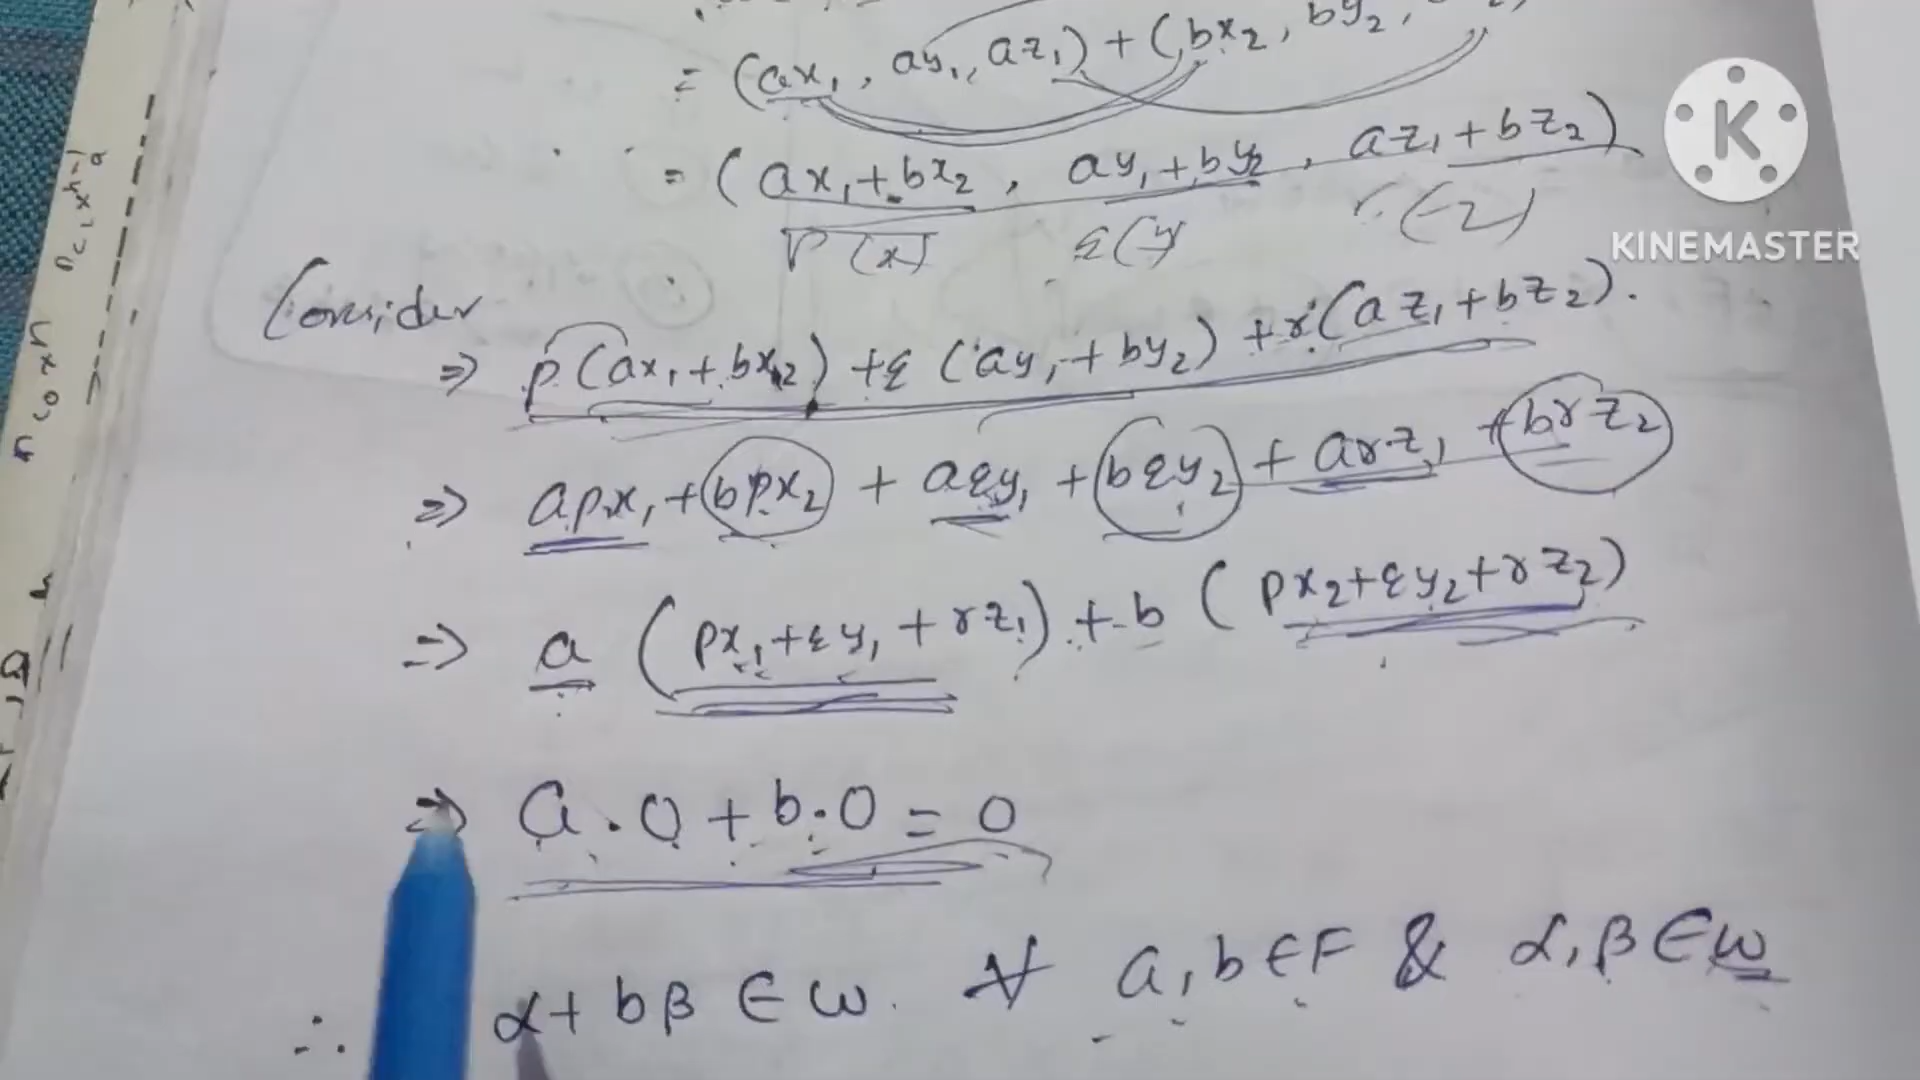 = (ax₁, ay₁, az₁) + (bx₂, by₂,
= (ax₁ + bx₂, ay₁ + by₂, az₁ + bz₂)
P(x) q(y) r(z)
Consider
⇒ p(ax₁ + bx₂) + q(ay₁ + by₂) + r(az₁ + bz₂).
⇒ apx₁ + bpx₂ + aqy₁ + bqy₂ + arz₁ + brz₂
⇒ a (px₁ + qy₁ + rz₁) + b (px₂ + qy₂ + rz₂)
⇒ a·0 + b·0 = 0
∴ α + bβ ∈ W. ∀ a, b ∈ F & α, β ∈ W
K
KINEMASTER